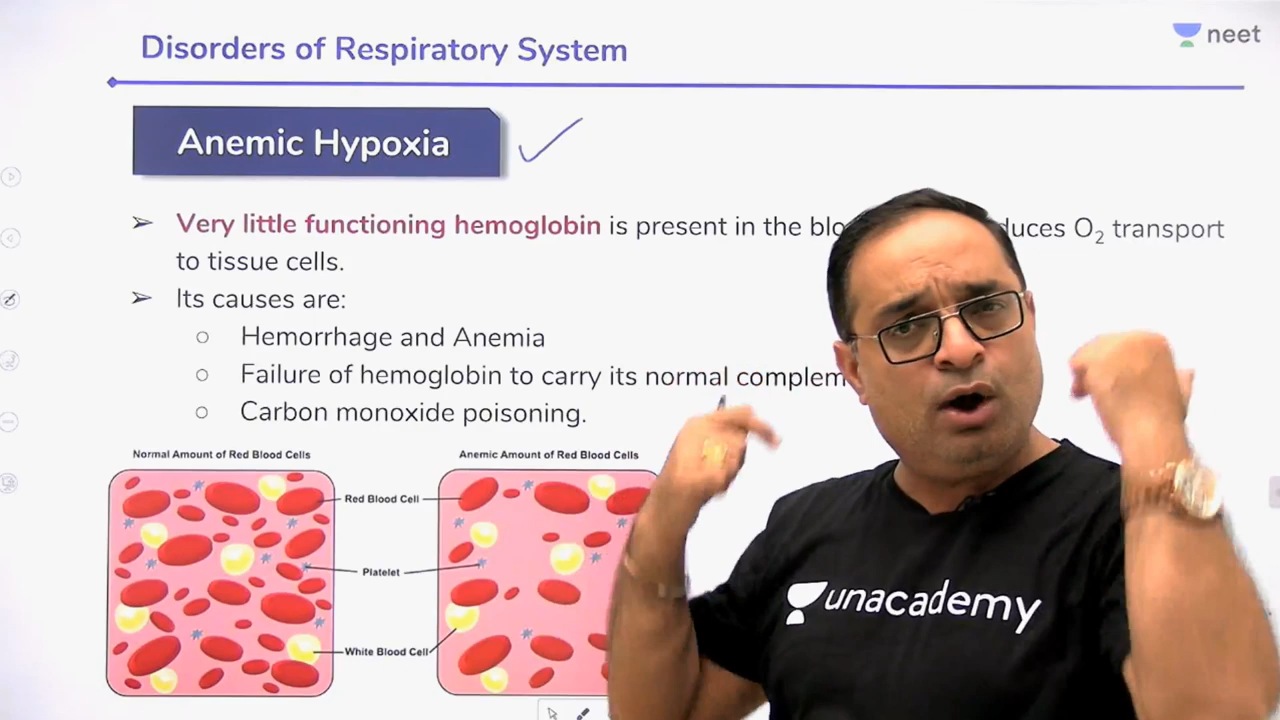 Disorders of Respiratory System
neet
Anemic Hypoxia
Very little functioning hemoglobin is present in the duces O₂ transport
to tissue cells.
Its causes are:
Hemorrhage and Anemia
Failure of hemoglobin to carry its normal
Carbon monoxide poisoning.
Normal Amount of Red Blood Cells
Anemic Amount of Red Blood Cells
Red Blood Cell
Platelet
White Blood Cell
unacademy